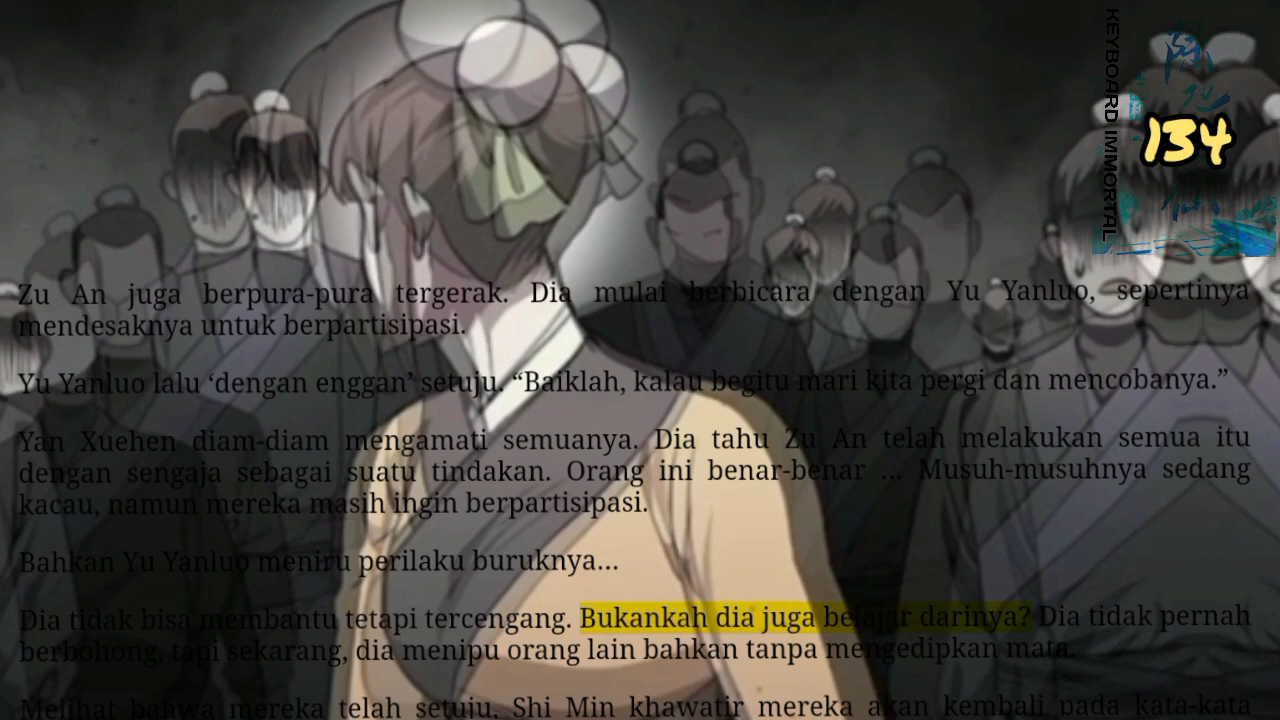 KEYBOARD IMMORTAL
134
Zu An juga berpura-pura tergerak. Dia mulai berbicara dengan Yu Yanluo, sepertinya
mendesaknya untuk berpartisipasi.
Yu Yanluo lalu ‘dengan enggan’ setuju. “Baiklah, kalau begitu mari kita pergi dan mencobanya.”
Yan Xuehen diam-diam mengamati semuanya. Dia tahu Zu An telah melakukan semua itu
dengan sengaja sebagai suatu tindakan. Orang ini benar-benar ... Musuh-musuhnya sedang
kacau, namun mereka masih ingin berpartisipasi.
Bahkan Yu Yanluo meniru perilaku buruknya...
Dia tidak bisa membantu tetapi tercengang. Bukankah dia juga belajar darinya? Dia tidak pernah
berbohong, tapi sekarang, dia menipu orang lain bahkan tanpa mengedipkan mata.
Melihat bahwa mereka telah setuju, Shi Min khawatir mereka akan kembali pada kata-kata